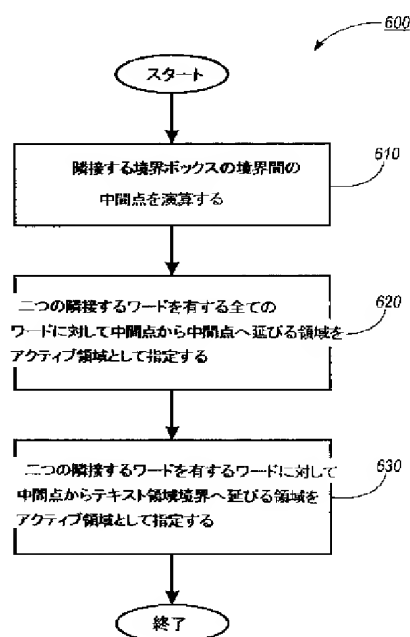 600
スタート
610
隣接する境界ボックスの境界間の
中間点を演算する
620
二つの隣接するワードを有する全ての
ワードに対して中間点から中間点へ延びる領域を
アクティブ領域として指定する
630
二つの隣接するワードを有するワードに対して
中間点からテキスト領域境界へ延びる領域を
アクティブ領域として指定する
終了